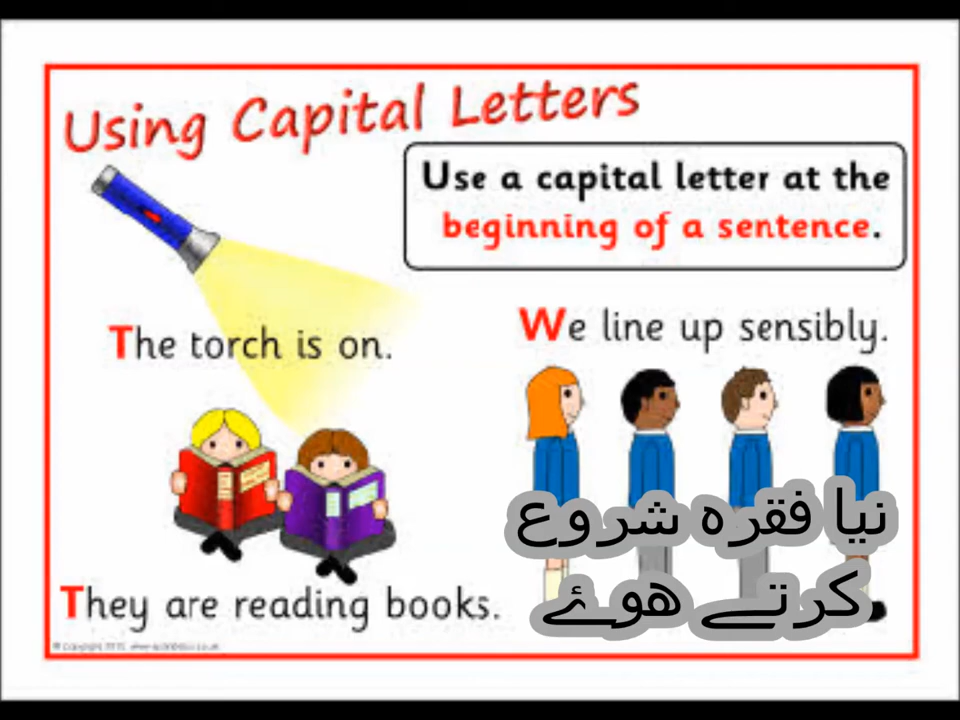 Using Capital Letters
Use a capital letter at the
beginning of a sentence.
The torch is on.
We line up sensibly.
They are reading books.
نیا فقرہ شروع
کرتے ھوۓ